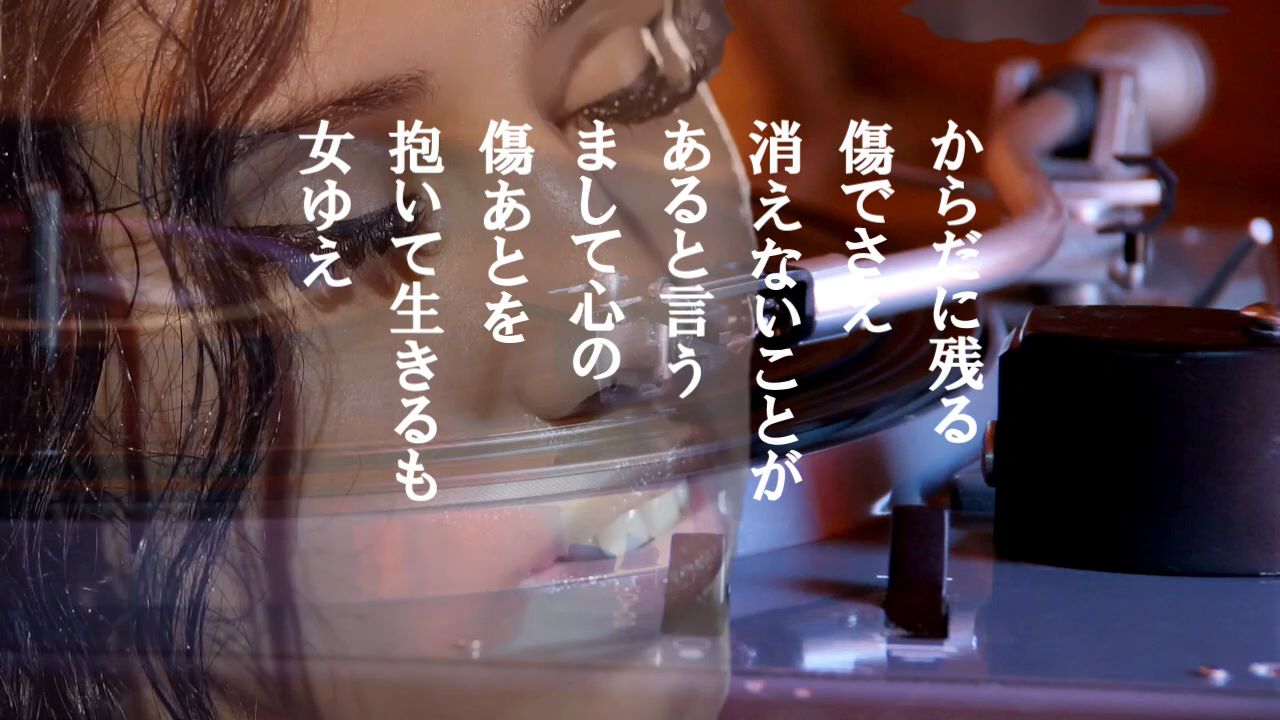 からだに残る
傷でさえ
消えないことが
あると言う
まして心の
傷あとを
抱いて生きるも
女ゆえ